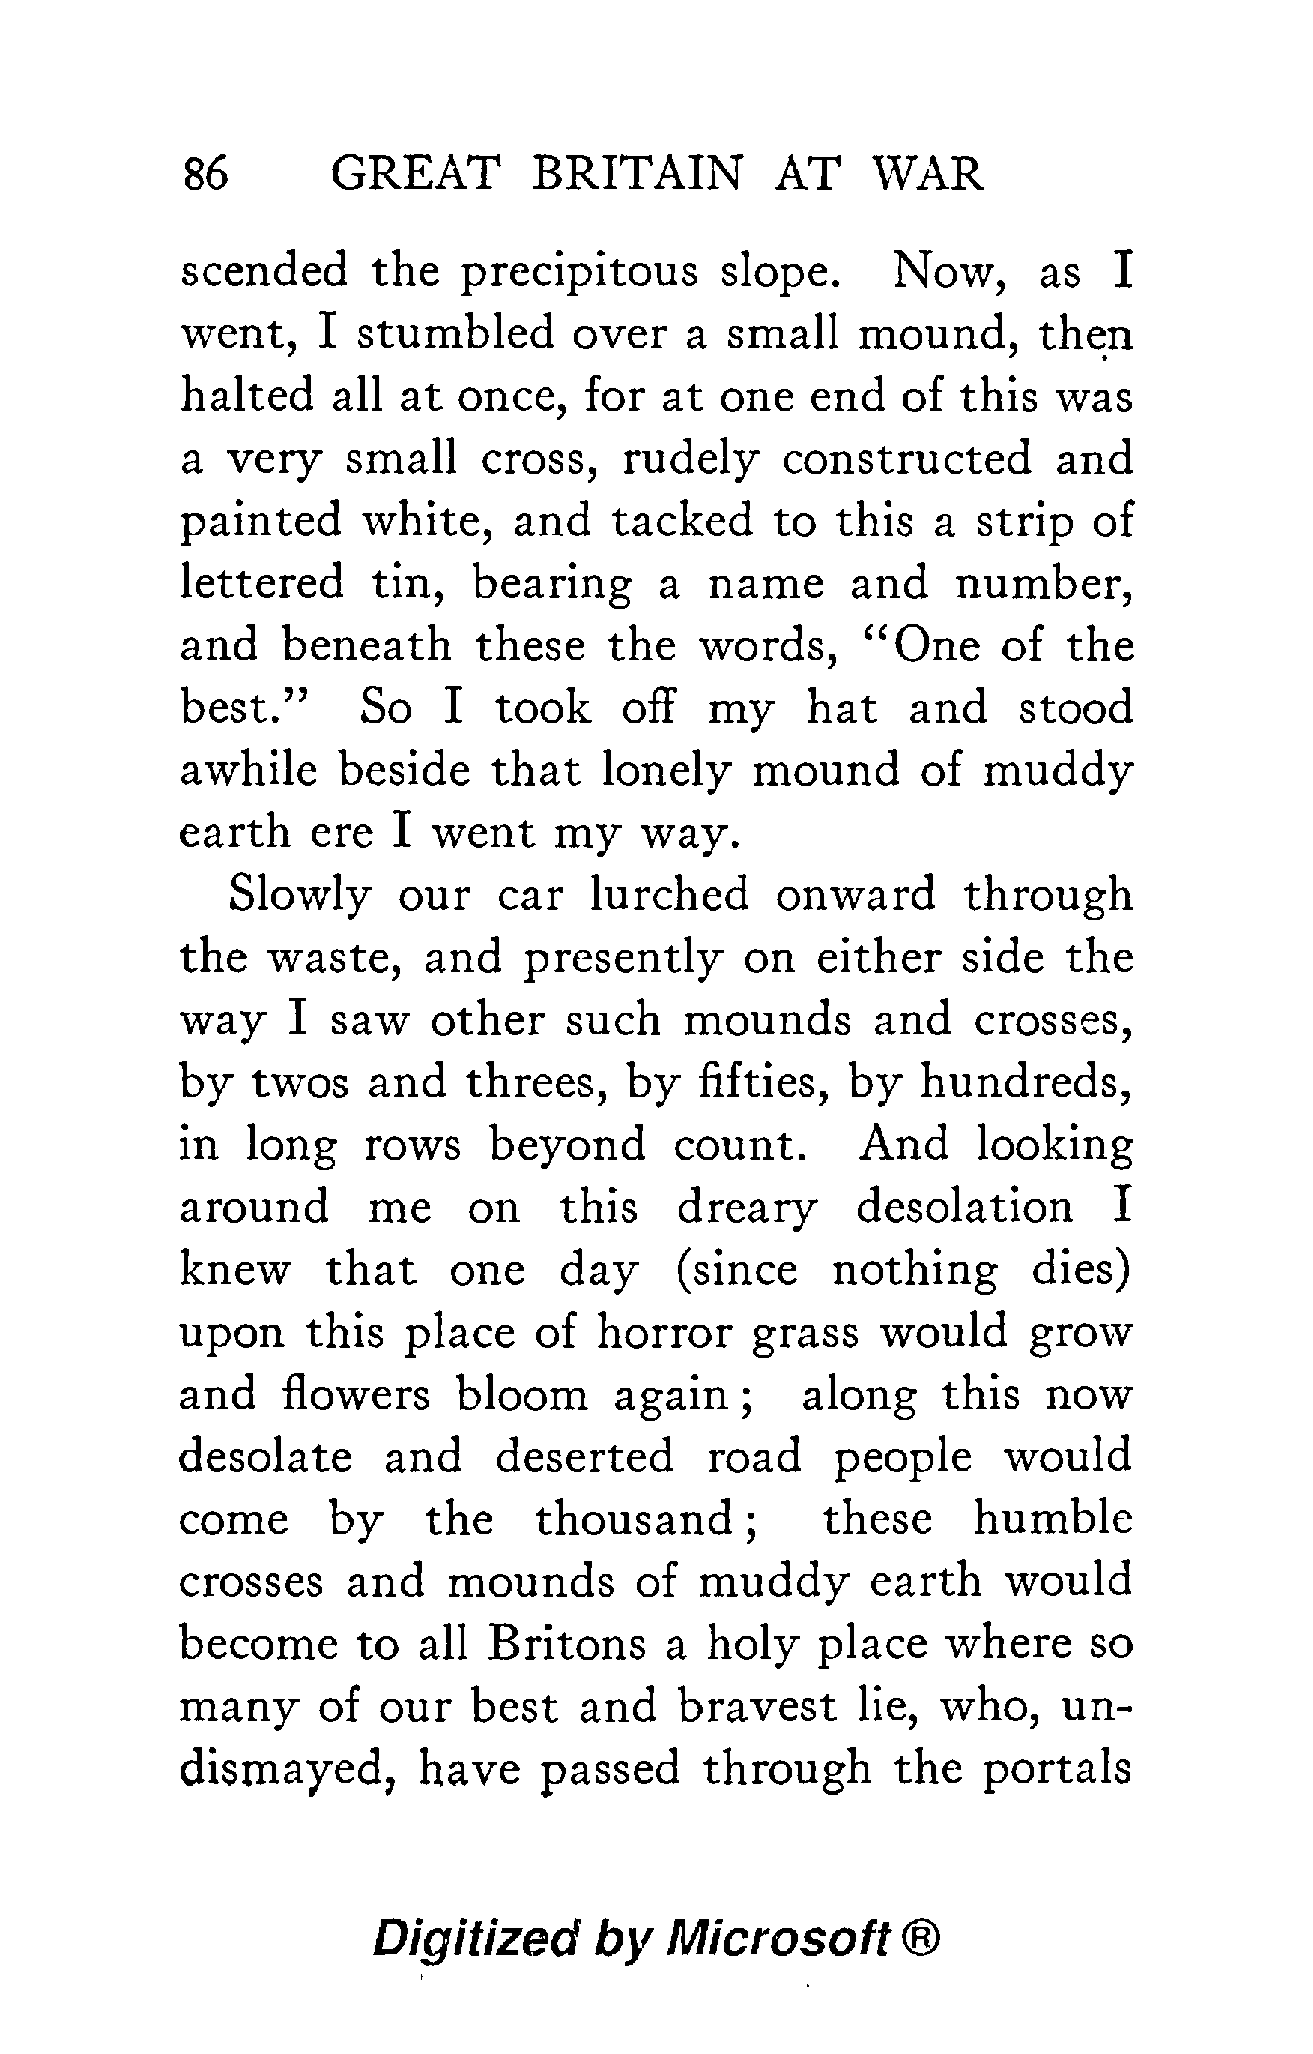 86 GREAT BRITAIN AT WAR
scended the precipitous slope. Now, as I
went, I stumbled over a small mound, then
halted all at once, for at one end of this was
a very small cross, rudely constructed and
painted white, and tacked to this a strip of
lettered tin, bearing a name and number,
and beneath these the words, “One of the
best.” So I took off my hat and stood
awhile beside that lonely mound of muddy
earth ere I went my way.
Slowly our car lurched onward through
the waste, and presently on either side the
way I saw other such mounds and crosses,
by twos and threes, by fifties, by hundreds,
in long rows beyond count. And looking
around me on this dreary desolation I
knew that one day (since nothing dies)
upon this place of horror grass would grow
and flowers bloom again; along this now
desolate and deserted road people would
come by the thousand; these humble
crosses and mounds of muddy earth would
become to all Britons a holy place where so
many of our best and bravest lie, who, un-
dismayed, have passed through the portals
Digitized by Microsoft ®